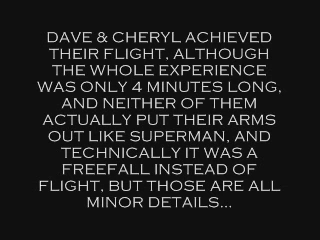 DAVE & CHERYL ACHIEVED
THEIR FLIGHT, ALTHOUGH
THE WHOLE EXPERIENCE
WAS ONLY 4 MINUTES LONG,
AND NEITHER OF THEM
ACTUALLY PUT THEIR ARMS
OUT LIKE SUPERMAN, AND
TECHNICALLY IT WAS A
FREEFALL INSTEAD OF
FLIGHT, BUT THOSE ARE ALL
MINOR DETAILS...